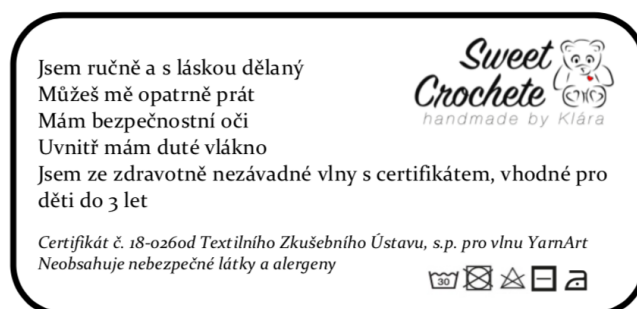 Sweet
Crochete
handmade by Klára
Jsem ručně a s láskou dělaný
Můžeš mě opatrně prát
Mám bezpečnostní oči
Uvnitř mám duté vlákno
Jsem ze zdravotně nezávadné vlny s certifikátem, vhodné pro
děti do 3 let
Certifikát č. 18-0260d Textilního Zkušebního Ústavu, s.p. pro vlnu YarnArt
Neobsahuje nebezpečné látky a alergeny
30